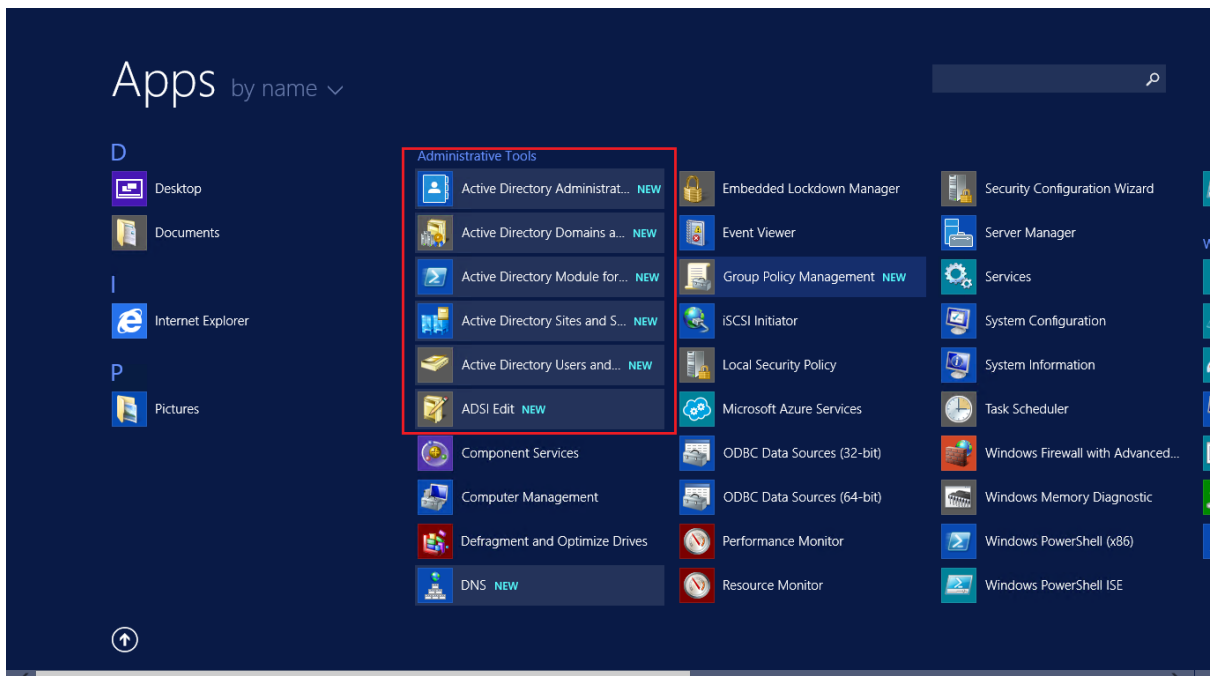 Apps by name
D
Desktop
Documents
I
Internet Explorer
P
Pictures
Administrative Tools
Active Directory Administrat... NEW
Active Directory Domains a... NEW
Active Directory Module for... NEW
Active Directory Sites and S... NEW
Active Directory Users and... NEW
ADSI Edit NEW
Component Services
Computer Management
Defragment and Optimize Drives
DNS NEW
Embedded Lockdown Manager
Event Viewer
Group Policy Management NEW
iSCSI Initiator
Local Security Policy
Microsoft Azure Services
ODBC Data Sources (32-bit)
ODBC Data Sources (64-bit)
Performance Monitor
Resource Monitor
Security Configuration Wizard
Server Manager
Services
System Configuration
System Information
Task Scheduler
Windows Firewall with Advanced...
Windows Memory Diagnostic
Windows PowerShell (x86)
Windows PowerShell ISE